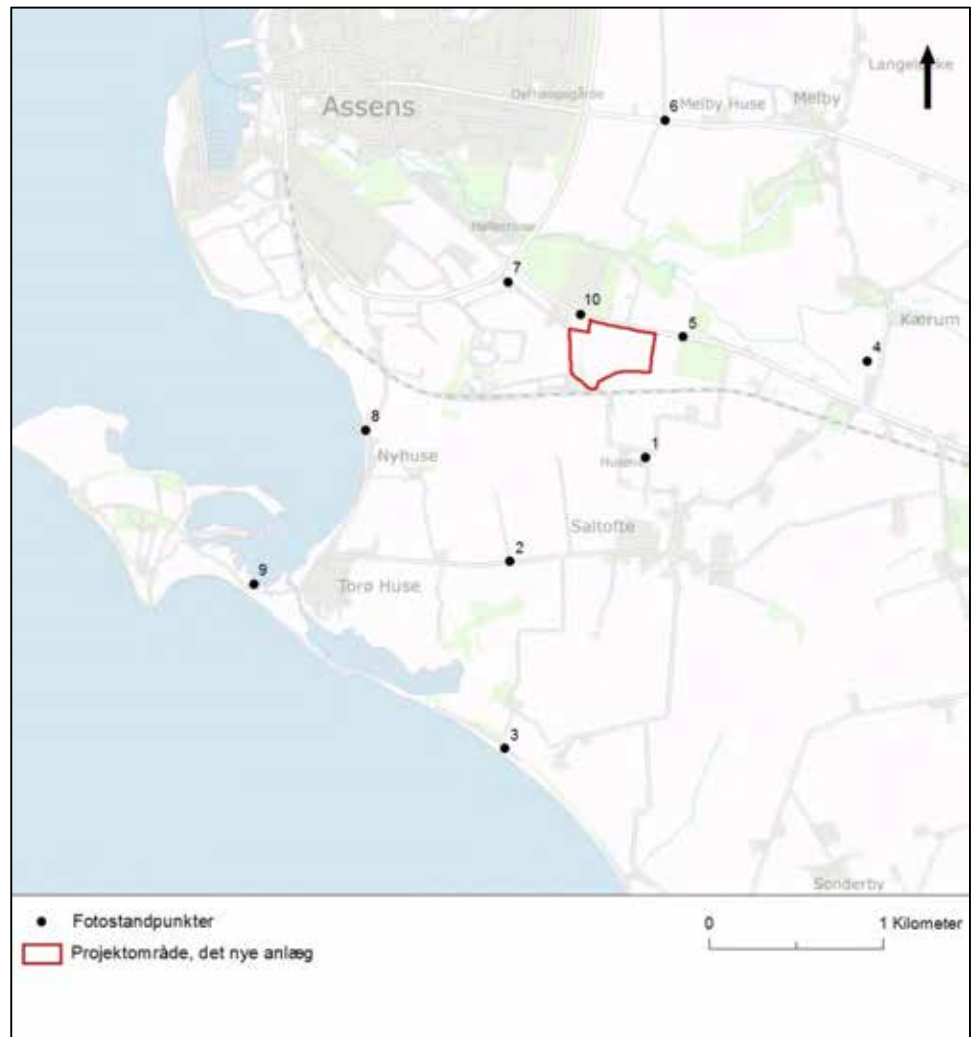 Langeløkke
Assens
6
Melby Huse
Melby
7
10
5
Kærum
4
8
Nyhuse
1
Saltofte
2
9
Torø Huse
3
Sønderby
Fotostandpunkter
0
1 Kilometer
Projektområde, det nye anlæg